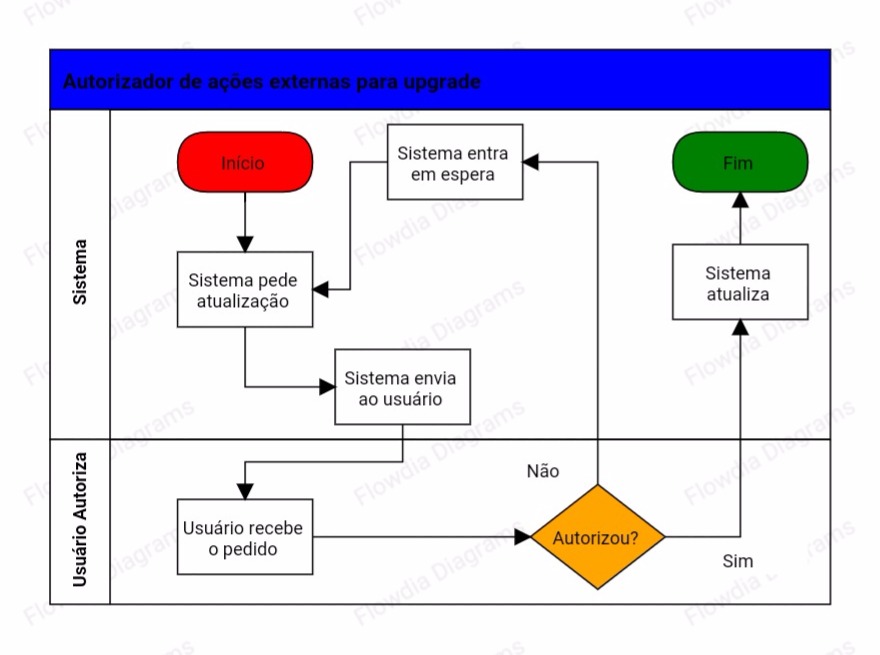 Autorizador de ações externas para upgrade
Sistema
Início
Sistema entra
em espera
Fim
Sistema pede
atualização
Sistema
atualiza
Sistema envia
ao usuário
Usuário Autoriza
Não
Usuário recebe
o pedido
Autorizou?
Sim
Flowdia Diagrams